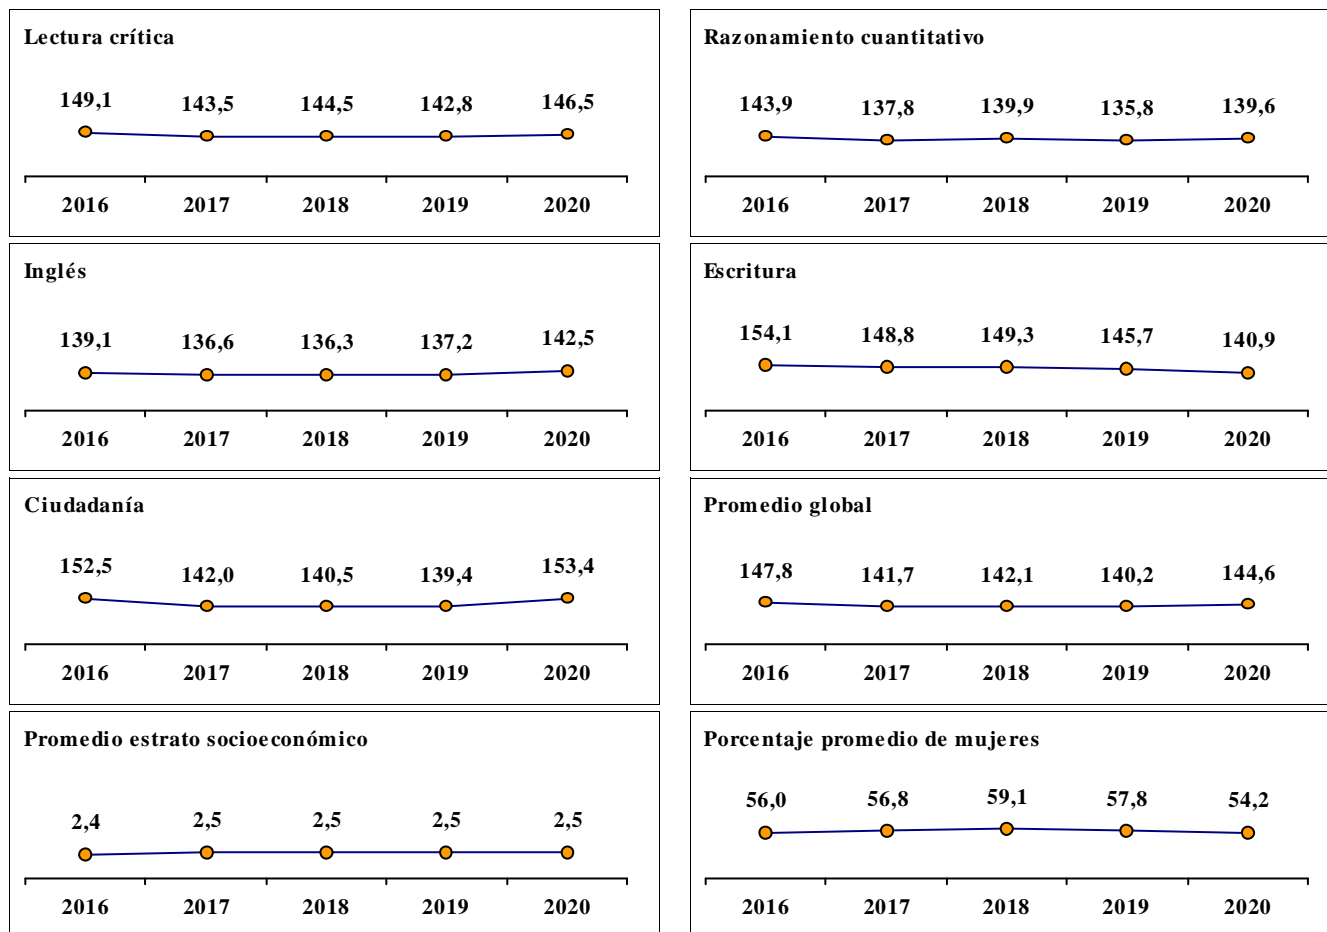 Lectura crítica
149,1 143,5 144,5 142,8 146,5
2016 2017 2018 2019 2020
Razonamiento cuantitativo
143,9 137,8 139,9 135,8 139,6
2016 2017 2018 2019 2020
Inglés
139,1 136,6 136,3 137,2 142,5
2016 2017 2018 2019 2020
Escritura
154,1 148,8 149,3 145,7 140,9
2016 2017 2018 2019 2020
Ciudadanía
152,5 142,0 140,5 139,4 153,4
2016 2017 2018 2019 2020
Promedio global
147,8 141,7 142,1 140,2 144,6
2016 2017 2018 2019 2020
Promedio estrato socioeconómico
2,4 2,5 2,5 2,5 2,5
2016 2017 2018 2019 2020
Porcentaje promedio de mujeres
56,0 56,8 59,1 57,8 54,2
2016 2017 2018 2019 2020